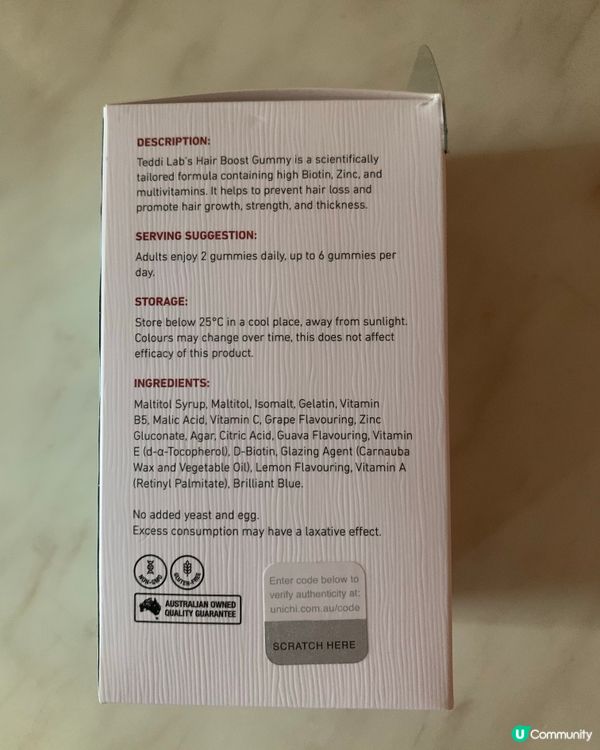 DESCRIPTION:
Teddi Lab's Hair Boost Gummy is a scientifically
tailored formula containing high Biotin, Zinc, and
multivitamins. It helps to prevent hair loss and
promote hair growth, strength, and thickness.
SERVING SUGGESTION:
Adults enjoy 2 gummies daily, up to 6 gummies per
day.
STORAGE:
Store below 25°C in a cool place, away from sunlight.
Colours may change over time, this does not affect
efficacy of this product.
INGREDIENTS:
Maltitol Syrup, Maltitol, Isomalt, Gelatin, Vitamin
B5, Malic Acid, Vitamin C, Grape Flavouring, Zinc
Gluconate, Agar, Citric Acid, Guava Flavouring, Vitamin
E (d-α-Tocopherol), D-Biotin, Glazing Agent (Carnauba
Wax and Vegetable Oil), Lemon Flavouring, Vitamin A
(Retinyl Palmitate), Brilliant Blue.
No added yeast and egg.
Excess consumption may have a laxative effect.
NON-GMO
GLUTEN-FREE
AUSTRALIAN OWNED
QUALITY GUARANTEE
Enter code below to
verify authenticity at:
unichi.com.au/code
SCRATCH HERE
U Community